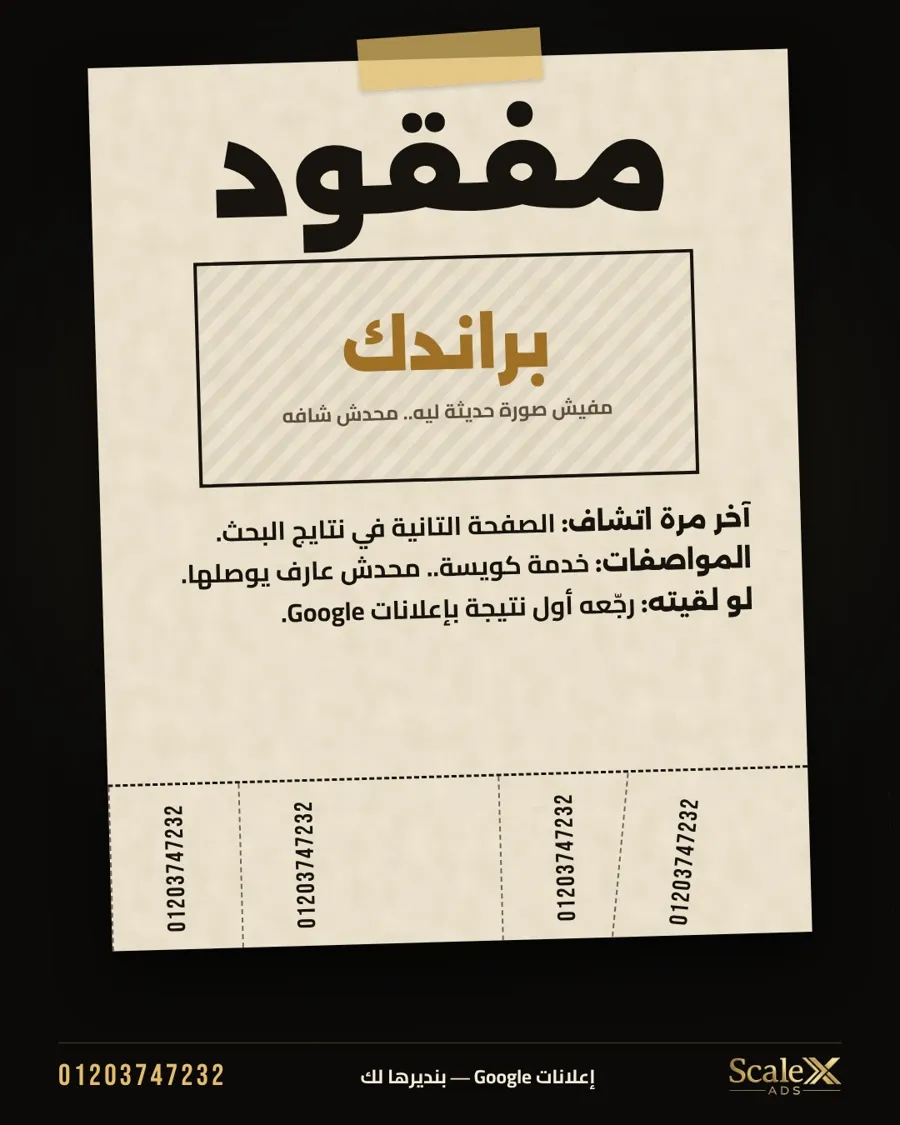 مفقود
براندك
مفيش صورة حديثة ليه.. محدش شافه
آخر مرة اتشاف: الصفحة التانية في نتايج البحث.
المواصفات: خدمة كويسة.. محدش عارف يوصلها.
لو لقيته: رجّعه أول نتيجة بإعلانات Google.
01203747232
01203747232
01203747232
01203747232
ScaleX
ADS
إعلانات Google — بنديرها لك
01203747232